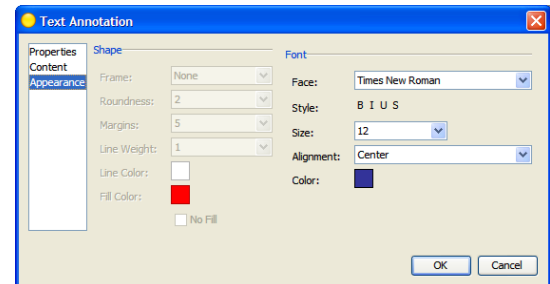 Text Annotation
Properties
Content
Appearance
Shape
Frame: None
Roundness: 2
Margins: 5
Line Weight: 1
Line Color:
Fill Color:
No Fill
Font
Face: Times New Roman
Style: B I U S
Size: 12
Alignment: Center
Color:
OK Cancel